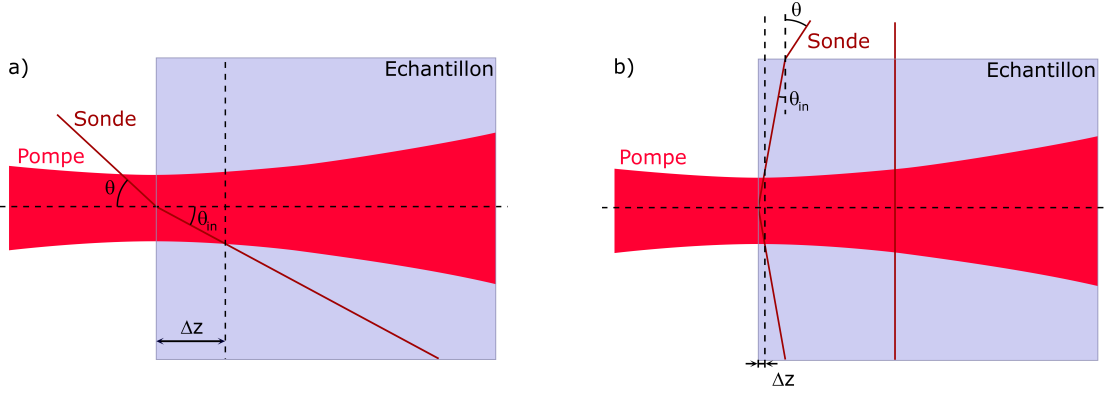 a)
Echantillon
Sonde
Pompe
θ
θin
Δz
b)
θ
Sonde
Echantillon
θin
Pompe
Δz